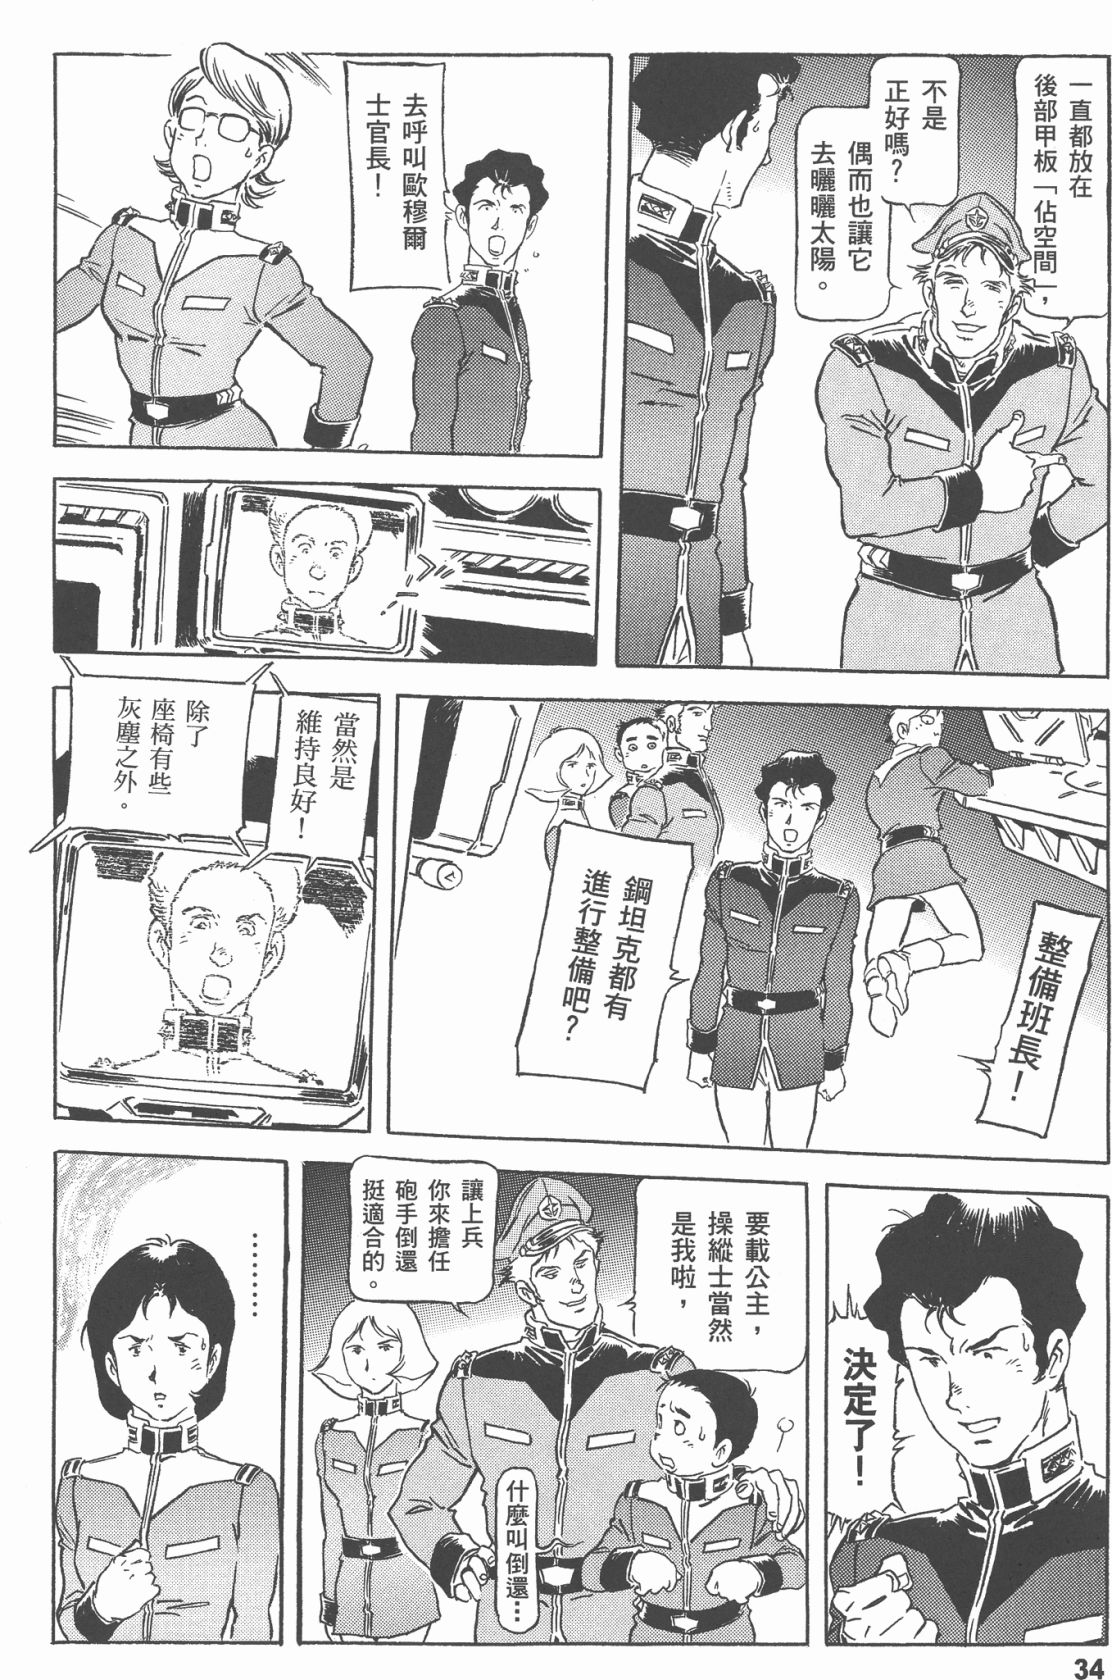 一直都放在
後部甲板「佔空間」，
不是
正好嗎？
偶而也讓它
去曬曬太陽。
去呼叫歐穆爾
士官長！
整備班長！
鋼坦克都有
進行整備吧？
當然是
維持良好！
除了
座椅有些
灰塵之外。
決定了！
要載公主，
操縱士當然
是我啦，
讓上兵
你來擔任
砲手倒還
挺適合的。
什麼叫倒還…
………
34